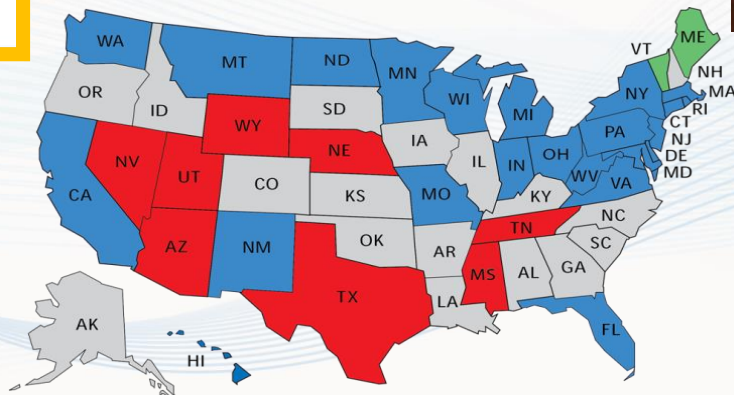 WA
MT
ND
MN
VT
ME
OR
ID
SD
WI
MI
NY
NH
MA
RI
CT
NJ
DE
MD
WY
NE
IA
IL
IN
OH
PA
WV
VA
NV
UT
CO
KS
MO
KY
CA
AZ
NM
OK
AR
TN
NC
SC
TX
LA
MS
AL
GA
FL
AK
HI